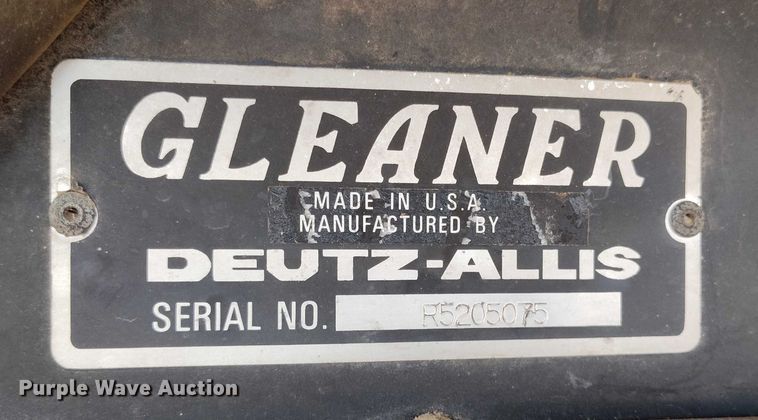 GLEANER
MADE IN U.S.A.
MANUFACTURED BY
DEUTZ-ALLIS
SERIAL NO. R5205075
Purple Wave Auction